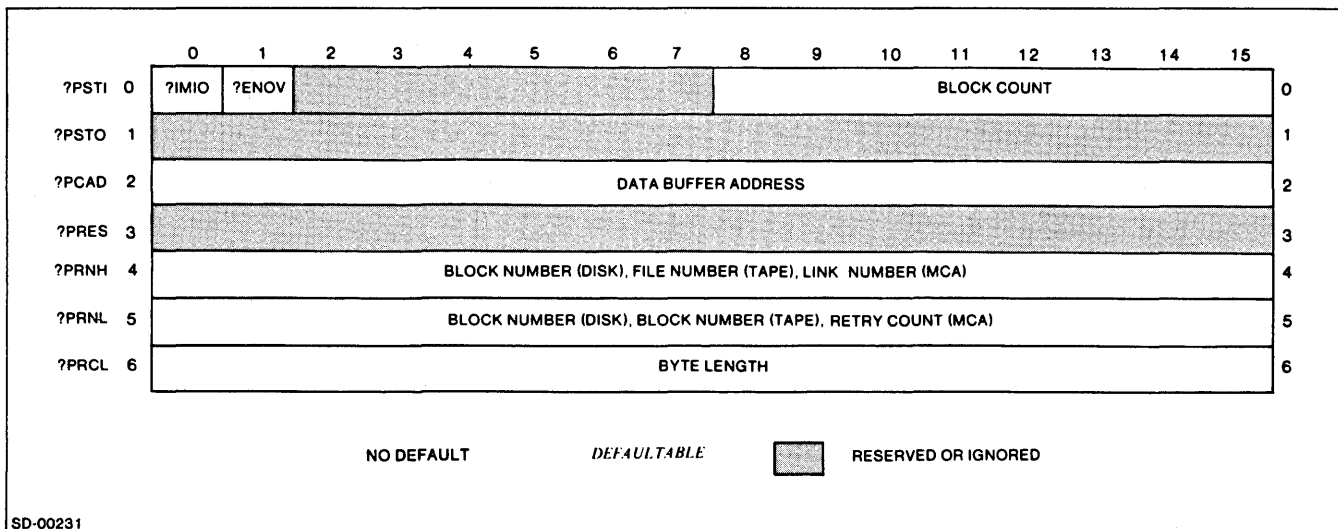 0 1 2 3 4 5 6 7 8 9 10 11 12 13 14 15
?PSTI 0 ?IMIO ?ENOV BLOCK COUNT 0
?PSTO 1 1
?PCAD 2 DATA BUFFER ADDRESS 2
?PRES 3 3
?PRNH 4 BLOCK NUMBER (DISK), FILE NUMBER (TAPE), LINK NUMBER (MCA) 4
?PRNL 5 BLOCK NUMBER (DISK), BLOCK NUMBER (TAPE), RETRY COUNT (MCA) 5
?PRCL 6 BYTE LENGTH 6
NO DEFAULT DEFAULTABLE RESERVED OR IGNORED
SD-00231